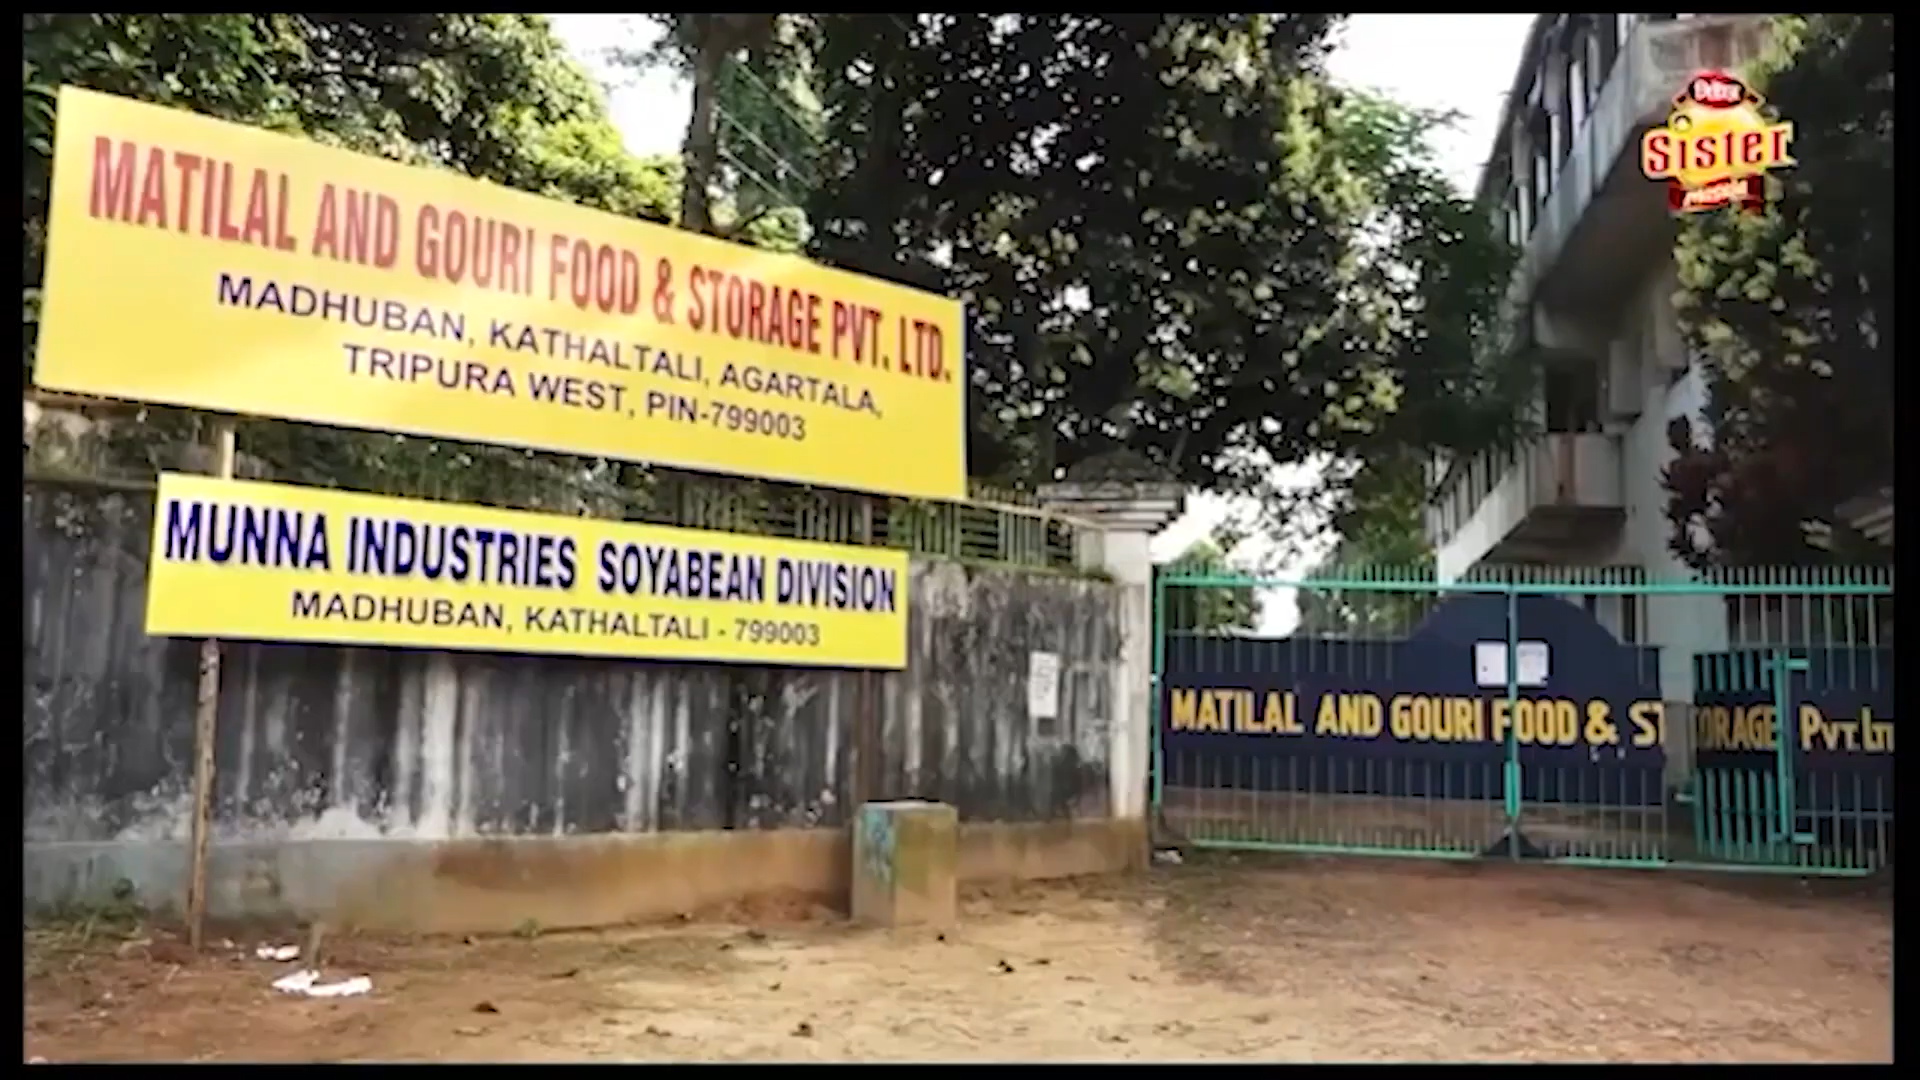 MATILAL AND GOURI FOOD & STORAGE PVT. LTD.
MADHUBAN, KATHALTALI, AGARTALA,
TRIPURA WEST, PIN-799003
MUNNA INDUSTRIES SOYABEAN DIVISION
MADHUBAN, KATHALTALI - 799003
Sister
MATILAL AND GOURI FOOD & ST ORAGE PVT. LT